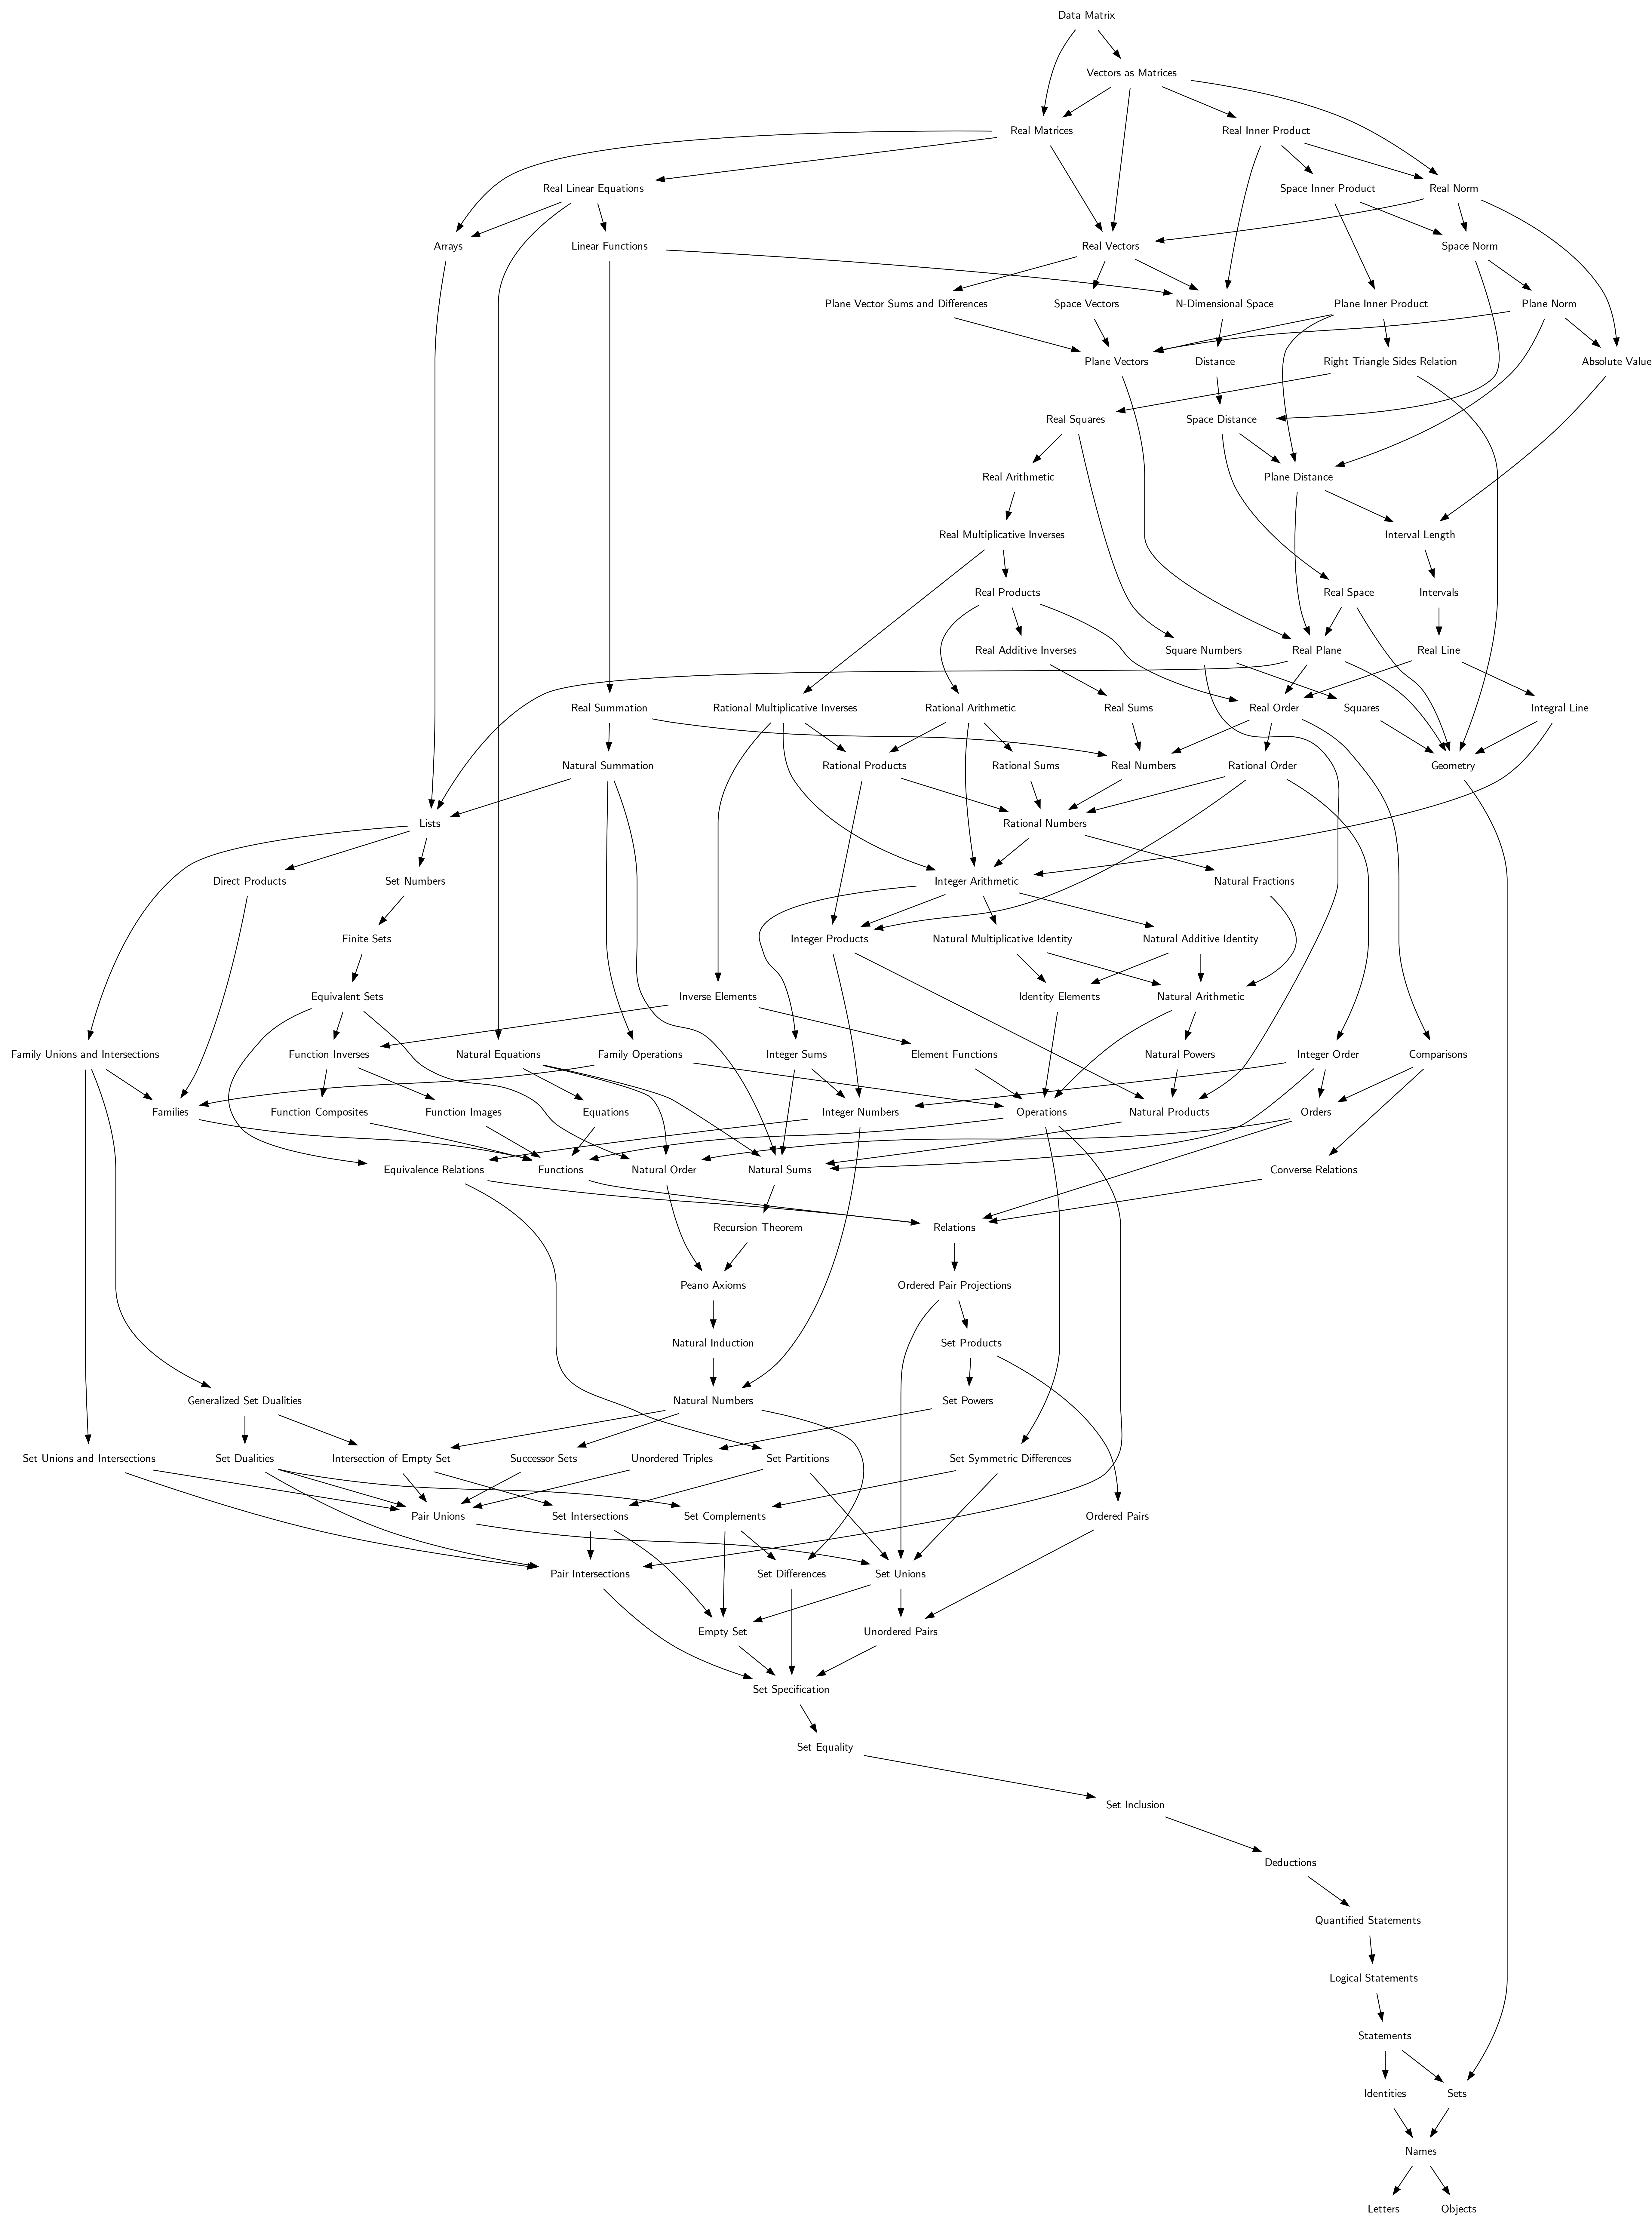 Data Matrix
Vectors as Matrices
Real Matrices
Real Inner Product
Real Linear Equations
Space Inner Product
Real Norm
Arrays
Linear Functions
Real Vectors
Space Norm
Plane Vector Sums and Differences
Space Vectors
N-Dimensional Space
Plane Inner Product
Plane Norm
Plane Vectors
Distance
Right Triangle Sides Relation
Absolute Value
Real Squares
Space Distance
Real Arithmetic
Plane Distance
Real Multiplicative Inverses
Interval Length
Real Products
Real Space
Intervals
Real Additive Inverses
Square Numbers
Real Plane
Real Line
Real Summation
Rational Multiplicative Inverses
Rational Arithmetic
Real Sums
Real Order
Squares
Integral Line
Natural Summation
Rational Products
Rational Sums
Real Numbers
Rational Order
Geometry
Lists
Rational Numbers
Direct Products
Set Numbers
Integer Arithmetic
Natural Fractions
Finite Sets
Integer Products
Natural Multiplicative Identity
Natural Additive Identity
Equivalent Sets
Inverse Elements
Identity Elements
Natural Arithmetic
Family Unions and Intersections
Function Inverses
Natural Equations
Family Operations
Integer Sums
Element Functions
Natural Powers
Integer Order
Comparisons
Families
Function Composites
Function Images
Equations
Integer Numbers
Operations
Natural Products
Orders
Equivalence Relations
Functions
Natural Order
Natural Sums
Converse Relations
Recursion Theorem
Relations
Peano Axioms
Ordered Pair Projections
Natural Induction
Set Products
Generalized Set Dualities
Natural Numbers
Set Powers
Set Unions and Intersections
Set Dualities
Intersection of Empty Set
Successor Sets
Unordered Triples
Set Partitions
Set Symmetric Differences
Pair Unions
Set Intersections
Set Complements
Ordered Pairs
Pair Intersections
Set Differences
Set Unions
Empty Set
Unordered Pairs
Set Specification
Set Equality
Set Inclusion
Deductions
Quantified Statements
Logical Statements
Statements
Identities
Sets
Names
Letters
Objects